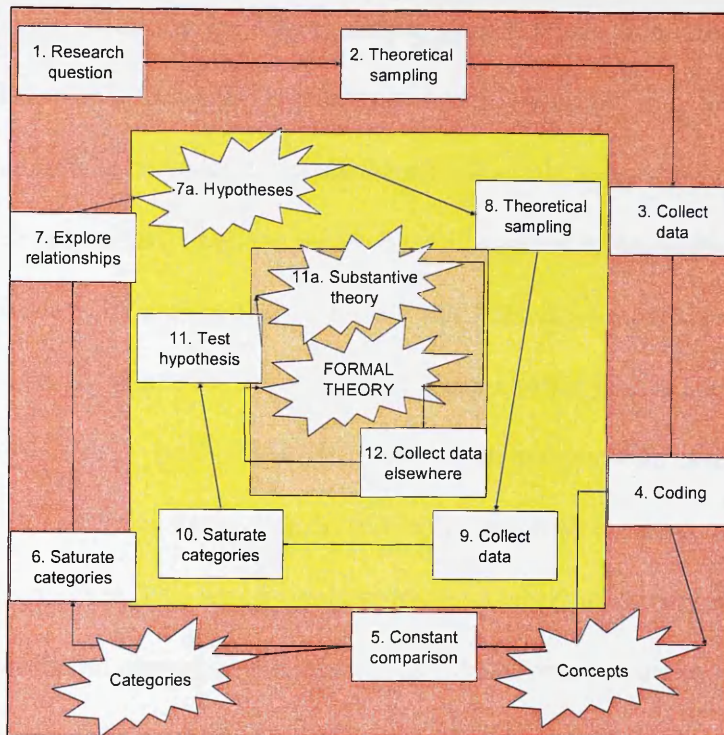 1. Research
question
2. Theoretical
sampling
3. Collect
data
4. Coding
Concepts
5. Constant
comparison
Categories
6. Saturate
categories
7. Explore
relationships
7a. Hypotheses
8. Theoretical
sampling
9. Collect
data
10. Saturate
categories
11. Test
hypothesis
11a. Substantive
theory
12. Collect data
elsewhere
FORMAL
THEORY